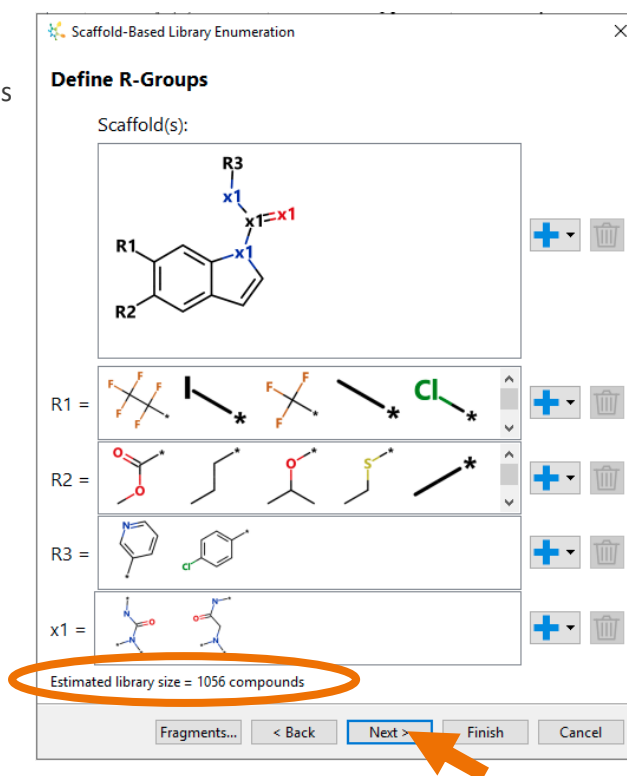 Scaffold-Based Library Enumeration
s
Define R-Groups
Scaffold(s):
R3
x1
x1 x1
R1 x1
R2
R1 =
F F F F F * I * F F F * * Cl *
R2 =
O O * * O * S * *
R3 =
N * Cl *
x1 =
* N O N * * N * O N * *
Estimated library size = 1056 compounds
Fragments... < Back Next > Finish Cancel